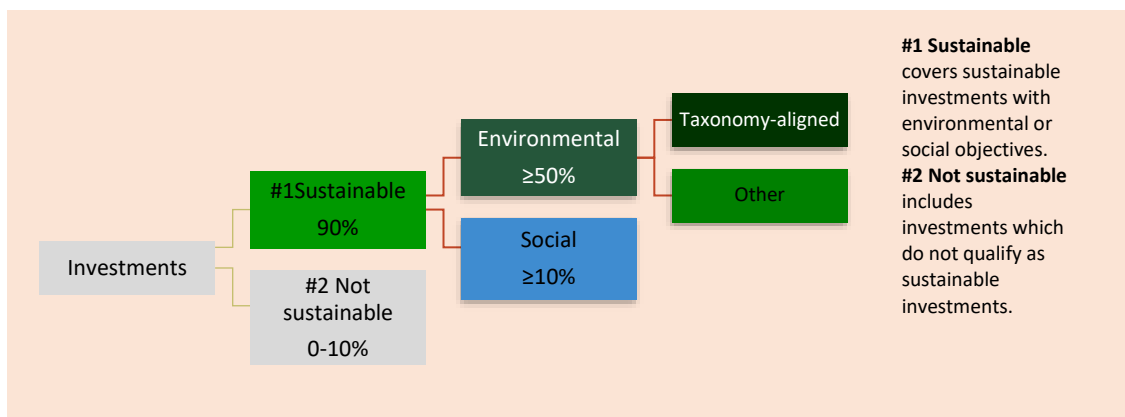 Investments
#1Sustainable
90%
#2 Not
sustainable
0-10%
Environmental
≥50%
Social
≥10%
Taxonomy-aligned
Other
#1 Sustainable
covers sustainable
investments with
environmental or
social objectives.
#2 Not sustainable
includes
investments which
do not qualify as
sustainable
investments.